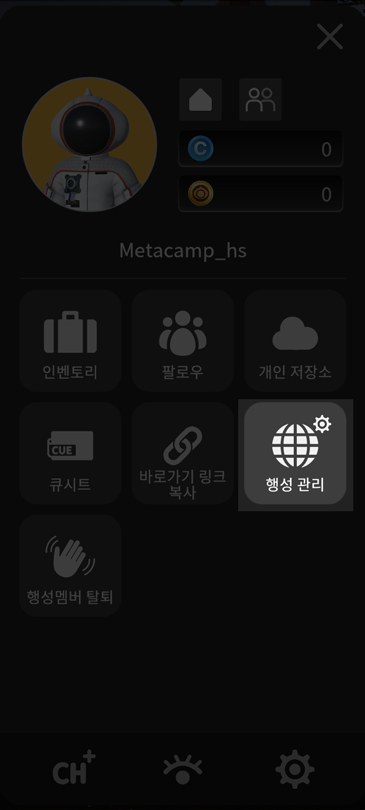 C 0
0
Metacamp_hs
인벤토리
팔로우
개인 저장소
CUE
큐시트
바로가기 링크
복사
행성 관리
행성멤버 탈퇴
CH+